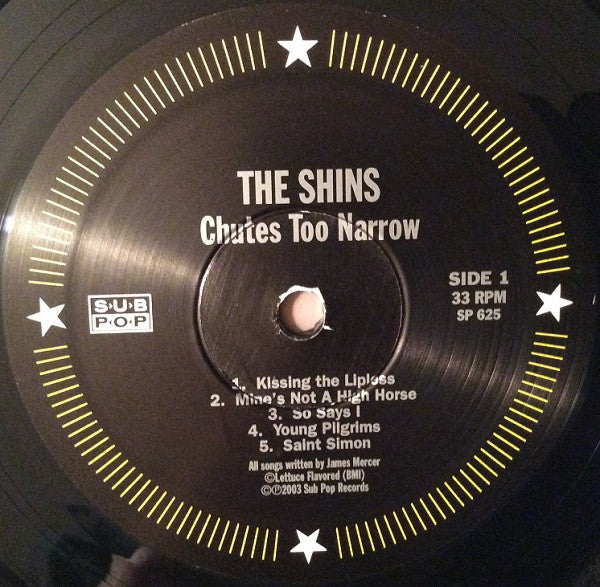 THE SHINS
Chutes Too Narrow
SUB
POP
SIDE 1
33 RPM
SP 625
1. Kissing the Lipless
2. Mine's Not A High Horse
3. So Says I
4. Young Pilgrims
5. Saint Simon
All songs written by James Mercer
©Lettuce Flavored (BMI)
©℗2003 Sub Pop Records